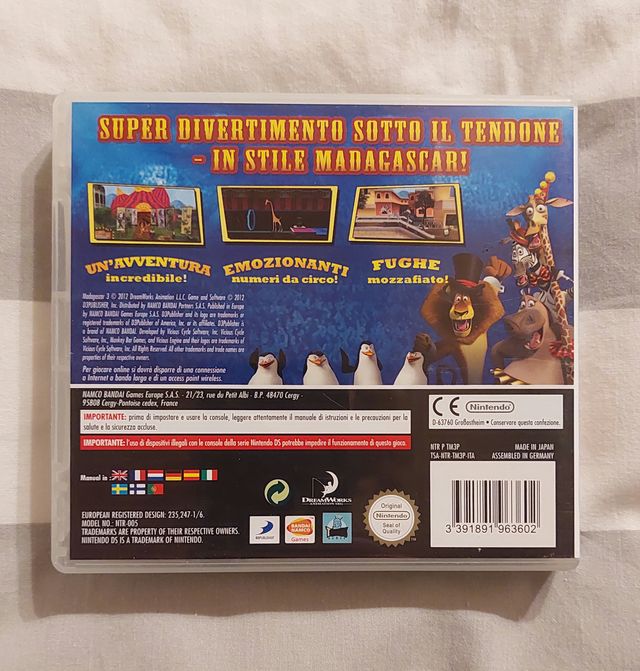 SUPER DIVERTIMENTO SOTTO IL TENDONE
- IN STILE MADAGASCAR!
UN'AVVENTURA
incredibile!
EMOZIONANTI
numeri da circo!
FUGHE
mozzafiato!
Madagascar 3 © 2012 DreamWorks Animation L.L.C. Game and Software © 2012
D3PUBLISHER, Inc. Distributed by NAMCO BANDAI Partners S.A.S. Published in Europe
by NAMCO BANDAI Games Europe S.A.S. D3Publisher and its logo are trademarks or
registered trademarks of D3Publisher of America, Inc. or its affiliates. D3Publisher is
a brand of NAMCO BANDAI. Developed by Vicious Cycle Software, Inc. Vicious Cycle
Software, Inc., Monkey Bar Games, and Vicious Engine and their logos are trademarks of
Vicious Cycle Software, Inc. All Rights reserved. All other trademarks and trade names are
properties of their respective owners.
Per giocare online si dovrà disporre di una connessione
a Internet a banda larga e di un access point wireless.
NAMCO BANDAI Games Europe S.A.S. - 21/23, rue du Petit Albi - B.P. 48470 Cergy -
95808 Cergy-Pontoise cedex, France
IMPORTANTE: prima di impostare e usare la console, leggere attentamente il manuale di istruzioni e le precauzioni per la
salute e la sicurezza accluse.
IMPORTANTE: l'uso di dispositivi illegali con le console della serie Nintendo DS potrebbe impedire il funzionamento di questo gioco.
CE Nintendo
D-63760 Großostheim • Conservare questa confezione.
NTR P TM3P
TSA-NTR-TM3P-ITA
MADE IN JAPAN
ASSEMBLED IN GERMANY
Manual in
EUROPEAN REGISTERED DESIGN: 235,247-1/6.
MODEL NO.: NTR-005
TRADEMARKS ARE PROPERTY OF THEIR RESPECTIVE OWNERS.
NINTENDO DS IS A TRADEMARK OF NINTENDO.
DREAMWORKS
ANIMATION SKG
D3PUBLISHER
BANDAI
NAMCO
Games
Original
Nintendo
Seal of
Quality
3 391891 963602